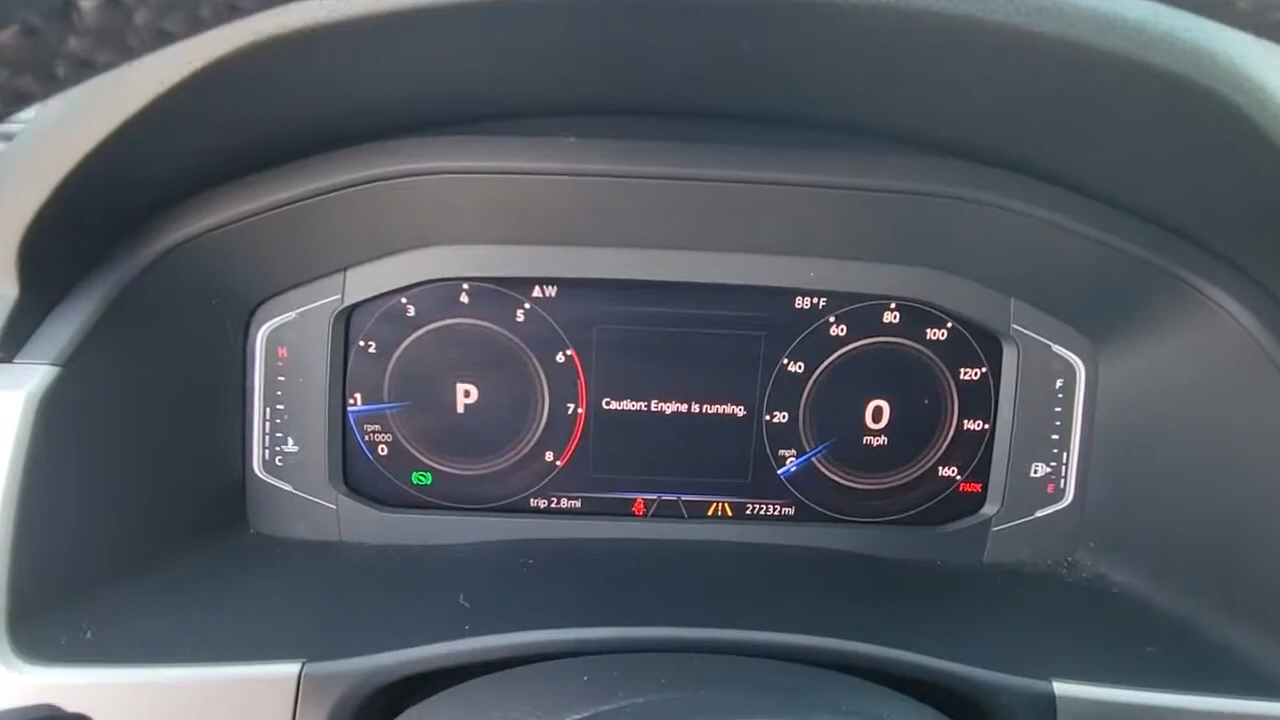 W
88°F
H
C
1
2
3
4
5
6
7
8
rpm
x1000
0
P
Caution: Engine is running.
20
40
60
80
100
120
140
160
mph
0
mph
PARK
F
E
trip 2.8mi
27232mi